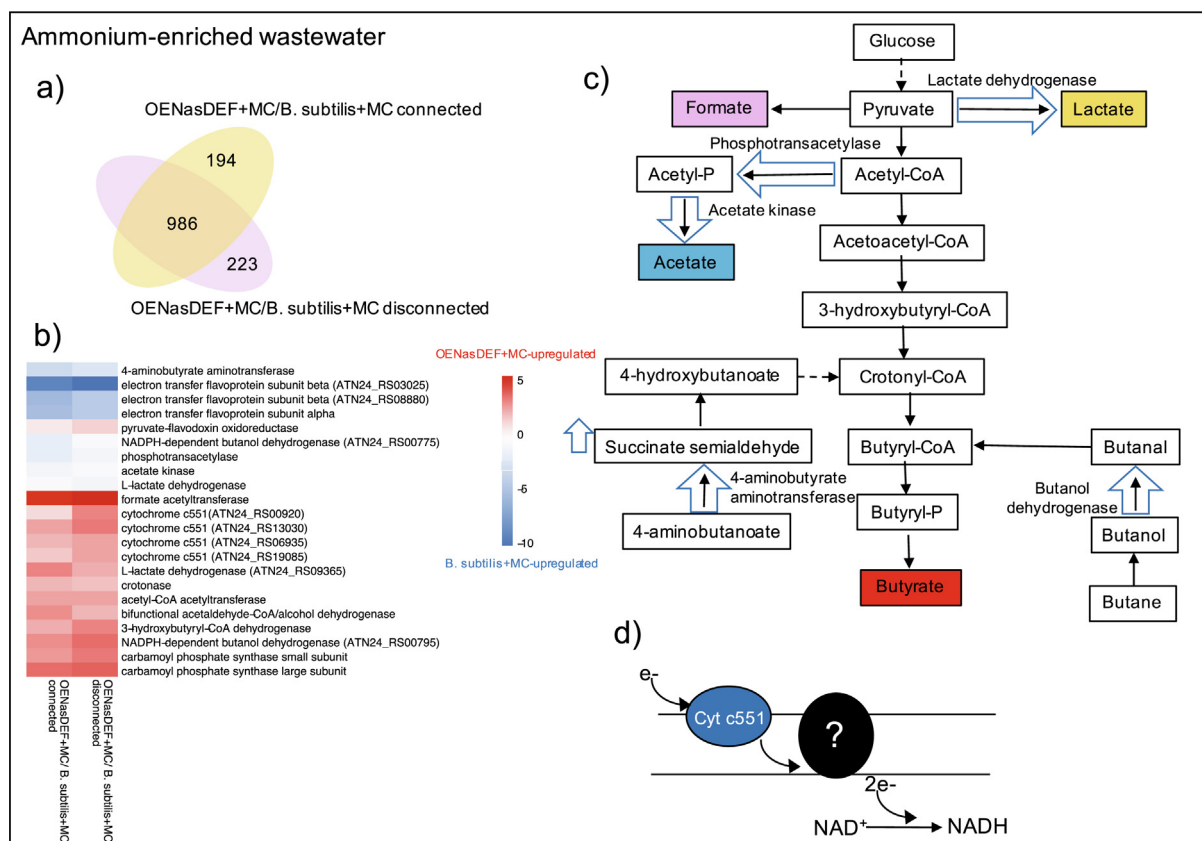 Ammonium-enriched wastewater
a)
OENasDEF+MC/B. subtilis+MC connected
194
986
223
OENasDEF+MC/B. subtilis+MC disconnected
b)
4-aminobutyrate aminotransferase
electron transfer flavoprotein subunit beta (ATN24_RS03025)
electron transfer flavoprotein subunit beta (ATN24_RS08880)
electron transfer flavoprotein subunit alpha
pyruvate-flavodoxin oxidoreductase
NADPH-dependent butanol dehydrogenase (ATN24_RS00775)
phosphotransacetylase
acetate kinase
L-lactate dehydrogenase
formate acetyltransferase
cytochrome c551(ATN24_RS00920)
cytochrome c551 (ATN24_RS13030)
cytochrome c551 (ATN24_RS06935)
cytochrome c551 (ATN24_RS19085)
L-lactate dehydrogenase (ATN24_RS09365)
crotonase
acetyl-CoA acetyltransferase
bifunctional acetaldehyde-CoA/alcohol dehydrogenase
3-hydroxybutyryl-CoA dehydrogenase
NADPH-dependent butanol dehydrogenase (ATN24_RS00795)
carbamoyl phosphate synthase small subunit
carbamoyl phosphate synthase large subunit
OENasDEF+MC/ B. subtilis+MC
connected
OENasDEF+MC/ B. subtilis+MC
disconnected
OENasDEF+MC-upregulated
5
0
-5
-10
B. subtilis+MC-upregulated
c)
Glucose
Lactate dehydrogenase
Formate
Pyruvate
Lactate
Phosphotransacetylase
Acetyl-P
Acetyl-CoA
Acetate kinase
Acetoacetyl-CoA
Acetate
3-hydroxybutyryl-CoA
4-hydroxybutanoate
Crotonyl-CoA
Succinate semialdehyde
Butyryl-CoA
Butanal
4-aminobutyrate
aminotransferase
Butanol
dehydrogenase
4-aminobutanoate
Butyryl-P
Butanol
Butyrate
Butane
d)
e-
Cyt c551
?
2e-
NAD+
NADH